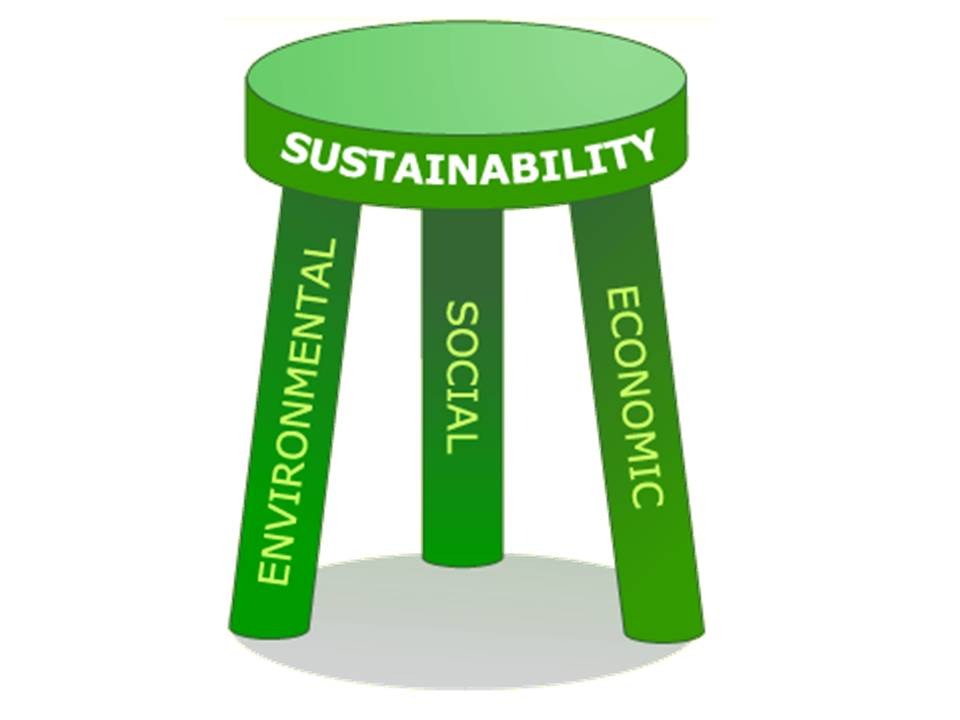 SUSTAINABILITY
ENVIRONMENTAL
SOCIAL
ECONOMIC